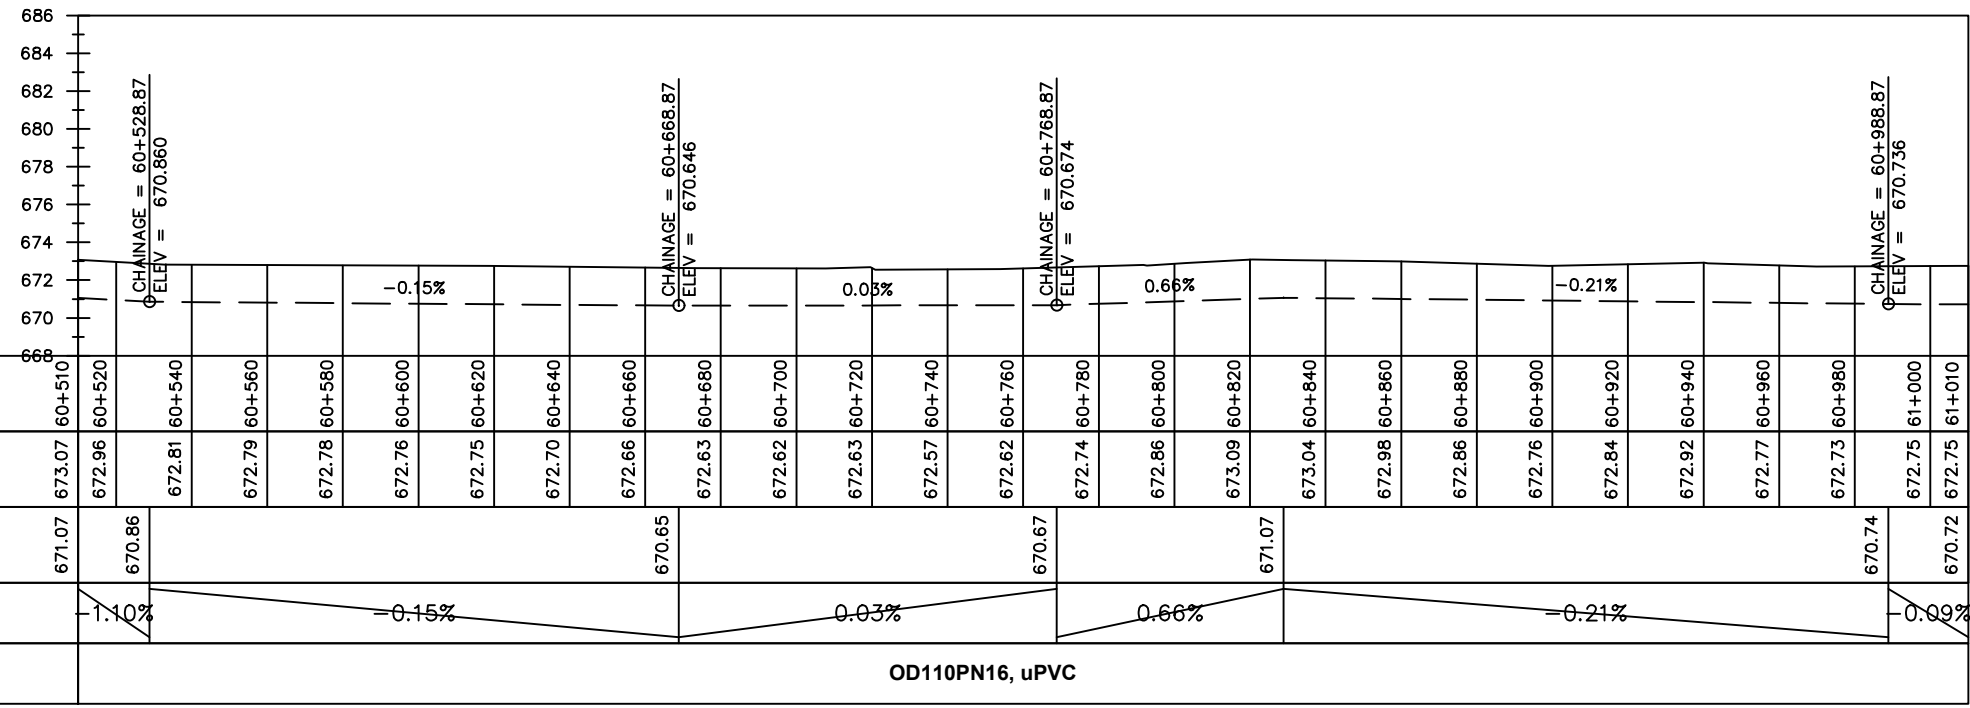 686
684
682
680
678
676
674
672
670
668
CHAINAGE = 60+528.87
ELEV = 670.860
CHAINAGE = 60+668.87
ELEV = 670.646
CHAINAGE = 60+768.87
ELEV = 670.674
CHAINAGE = 60+988.87
ELEV = 670.736
-0.15%
0.03%
0.66%
-0.21%
60+510 60+520 60+540 60+560 60+580 60+600 60+620 60+640 60+660 60+680 60+700 60+720 60+740 60+760 60+780 60+800 60+820 60+840 60+860 60+880 60+900 60+920 60+940 60+960 60+980 61+000 61+010
673.07 672.96 672.81 672.79 672.78 672.76 672.75 672.70 672.66 672.63 672.62 672.63 672.57 672.62 672.74 672.86 673.09 673.04 672.98 672.86 672.76 672.84 672.92 672.77 672.73 672.75 672.75
671.07 670.86 670.65 670.67 671.07 670.74 670.72
-1.10% -0.15% 0.03% 0.66% -0.21% -0.09%
OD110PN16, uPVC